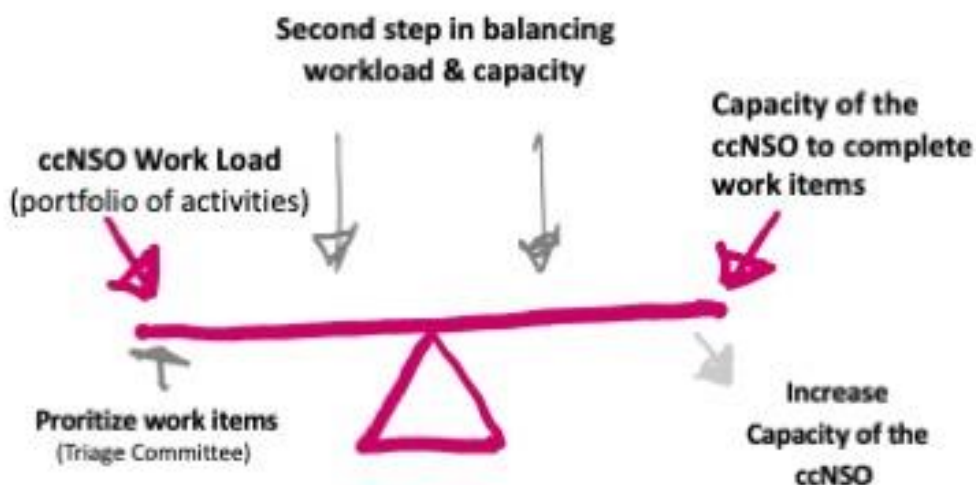 Second step in balancing
workload & capacity
ccNSO Work Load
(portfolio of activities)
Capacity of the
ccNSO to complete
work items
Proritize work items
(Triage Committee)
Increase
Capacity of the
ccNSO